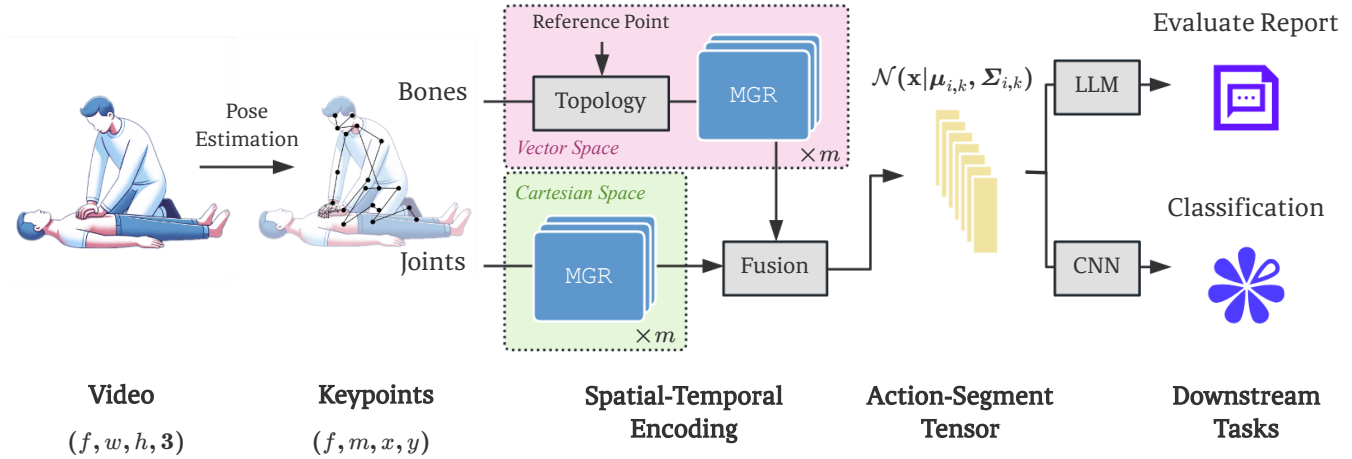 Pose
Estimation
Bones
Joints
Reference Point
Topology
MGR
Vector Space
×m
Cartesian Space
MGR
×m
Fusion
𝒩(x|μ_{i,k}, Σ_{i,k})
LLM
CNN
Evaluate Report
Classification
Video
(f, w, h, 3)
Keypoints
(f, m, x, y)
Spatial-Temporal
Encoding
Action-Segment
Tensor
Downstream
Tasks